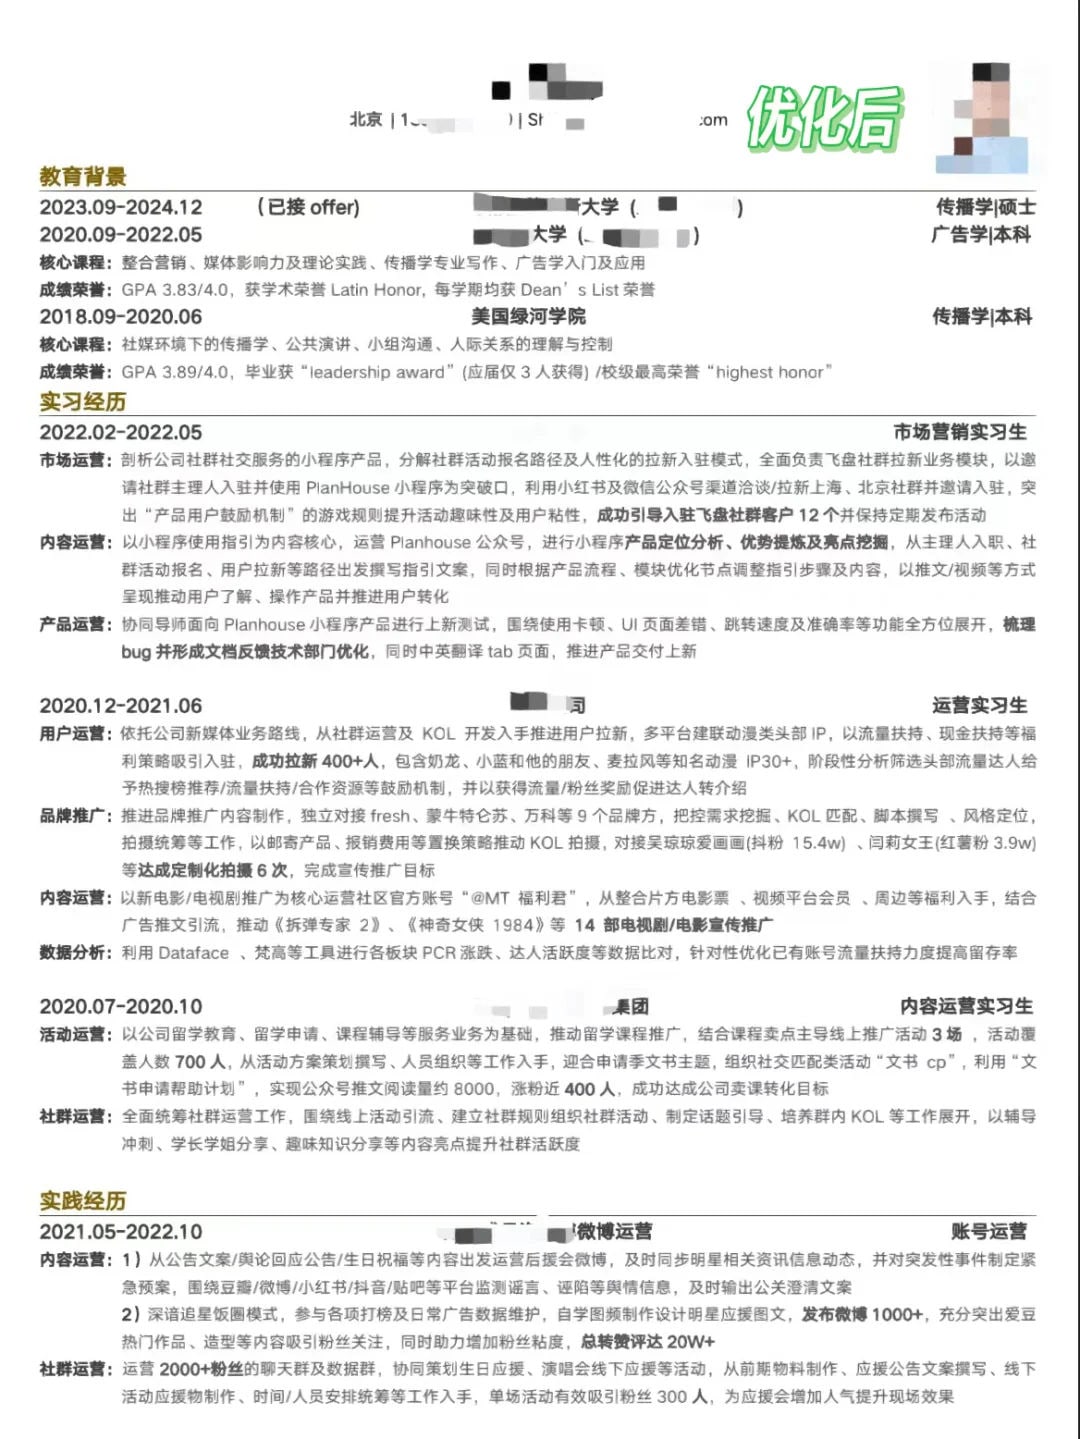 优化后
北京 | 1
| Sh
.com
教育背景
2023.09-2024.12 (已接 offer) 大学 ( ) 传播学|硕士
2020.09-2022.05 大学 ( ) 广告学|本科
核心课程：整合营销、媒体影响力及理论实践、传播学专业写作、广告学入门及应用
成绩荣誉：GPA 3.83/4.0，获学术荣誉 Latin Honor, 每学期均获 Dean's List 荣誉
2018.09-2020.06 美国绿河学院 传播学|本科
核心课程：社媒环境下的传播学、公共演讲、小组沟通、人际关系的理解与控制
成绩荣誉：GPA 3.89/4.0，毕业获“leadership award”(应届仅 3 人获得) /校级最高荣誉“highest honor”
实习经历
2022.02-2022.05 市场营销实习生
市场运营：剖析公司社群社交服务的小程序产品，分解社群活动报名路径及人性化的拉新入驻模式，全面负责飞盘社群拉新业务模块，以邀
请社群主理人入驻并使用 PlanHouse 小程序为突破口，利用小红书及微信公众号渠道洽谈/拉新上海、北京社群并邀请入驻，突
出“产品用户鼓励机制”的游戏规则提升活动趣味性及用户粘性，成功引导入驻飞盘社群客户 12 个并保持定期发布活动
内容运营：以小程序使用指引为内容核心，运营 Planhouse 公众号，进行小程序产品定位分析、优势提炼及亮点挖掘，从主理人入职、社
群活动报名、用户拉新等路径出发撰写指引文案，同时根据产品流程、模块优化节点调整指引步骤及内容，以推文/视频等方式
呈现推动用户了解、操作产品并推进用户转化
产品运营：协同导师面向 Planhouse 小程序产品进行上新测试，围绕使用卡顿、UI 页面差错、跳转速度及准确率等功能全方位展开，梳理
bug 并形成文档反馈技术部门优化，同时中英翻译 tab 页面，推进产品交付上新
2020.12-2021.06 司 运营实习生
用户运营：依托公司新媒体业务路线，从社群运营及 KOL 开发入手推进用户拉新，多平台建联动漫类头部 IP，以流量扶持、现金扶持等福
利策略吸引入驻，成功拉新 400+人，包含奶龙、小蓝和他的朋友、麦拉风等知名动漫 IP30+，阶段性分析筛选头部流量达人给
予热搜榜推荐/流量扶持/合作资源等鼓励机制，并以获得流量/粉丝奖励促进达人转介绍
品牌推广：推进品牌推广内容制作，独立对接 fresh、蒙牛特仑苏、万科等 9 个品牌方，把控需求挖掘、KOL 匹配、脚本撰写 、风格定位，
拍摄统筹等工作，以邮寄产品、报销费用等置换策略推动 KOL 拍摄，对接吴琼琼爱画画(抖粉 15.4w) 、闫莉女王(红薯粉 3.9w)
等达成定制化拍摄 6 次，完成宣传推广目标
内容运营：以新电影/电视剧推广为核心运营社区官方账号“@MT 福利君”，从整合片方电影票 、视频平台会员 、周边等福利入手，结合
广告推文引流，推动《拆弹专家 2》、《神奇女侠 1984》等 14 部电视剧/电影宣传推广
数据分析：利用 Dataface 、梵高等工具进行各板块 PCR 涨跌、达人活跃度等数据比对，针对性优化已有账号流量扶持力度提高留存率
2020.07-2020.10 集团 内容运营实习生
活动运营：以公司留学教育、留学申请、课程辅导等服务业务为基础，推动留学课程推广，结合课程卖点主导线上推广活动 3 场 ，活动覆
盖人数 700 人，从活动方案策划撰写、人员组织等工作入手，迎合申请季文书主题，组织社交匹配类活动“文书 cp”，利用“文
书申请帮助计划”，实现公众号推文阅读量约 8000，涨粉近 400 人，成功达成公司卖课转化目标
社群运营：全面统筹社群运营工作，围绕线上活动引流、建立社群规则组织社群活动、制定话题引导、培养群内 KOL 等工作展开，以辅导
冲刺、学长学姐分享、趣味知识分享等内容亮点提升社群活跃度
实践经历
2021.05-2022.10 微博运营 账号运营
内容运营：1）从公告文案/舆论回应公告/生日祝福等内容出发运营后援会微博，及时同步明星相关资讯信息动态，并对突发性事件制定紧
急预案，围绕豆瓣/微博/小红书/抖音/贴吧等平台监测谣言、诬陷等舆情信息，及时输出公关澄清文案
2）深谙追星饭圈模式，参与各项打榜及日常广告数据维护，自学图频制作设计明星应援图文，发布微博 1000+，充分突出爱豆
热门作品、造型等内容吸引粉丝关注，同时助力增加粉丝粘度，总转赞评达 20W+
社群运营：运营 2000+粉丝的聊天群及数据群，协同策划生日应援、演唱会线下应援等活动，从前期物料制作、应援公告文案撰写、线下
活动应援物制作、时间/人员安排统筹等工作入手，单场活动有效吸引粉丝 300 人，为应援会增加人气提升现场效果